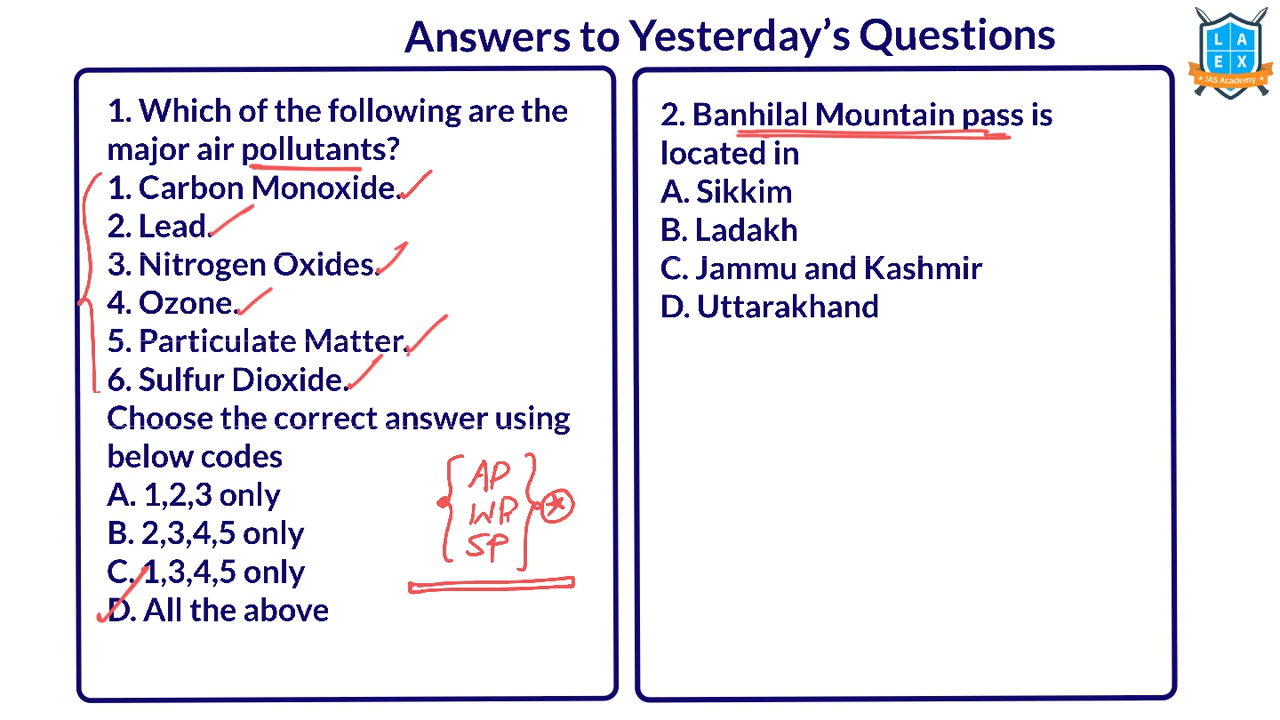 Answers to Yesterday's Questions
L A
E X
IAS Academy
1. Which of the following are the
major air pollutants?
1. Carbon Monoxide.
2. Lead.
3. Nitrogen Oxides.
4. Ozone.
5. Particulate Matter.
6. Sulfur Dioxide.
Choose the correct answer using
below codes
A. 1,2,3 only
B. 2,3,4,5 only
C. 1,3,4,5 only
D. All the above
AP
WP
SP
2. Banhilal Mountain pass is
located in
A. Sikkim
B. Ladakh
C. Jammu and Kashmir
D. Uttarakhand